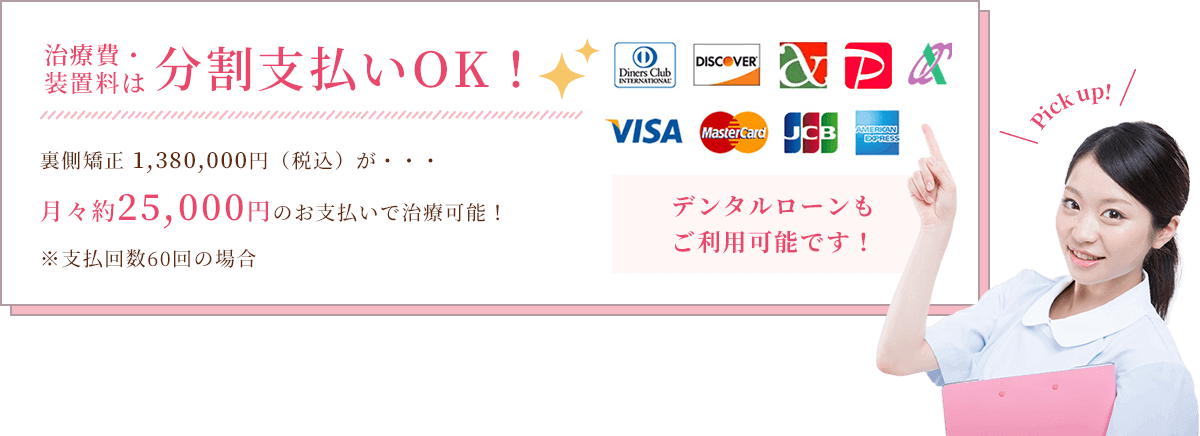 治療費・
装置料は
分割支払いOK！
裏側矯正 1,380,000円（税込）が・・・
月々約25,000円のお支払いで治療可能！
※支払回数60回の場合
Diners Club
INTERNATIONAL
DISCOVER
VISA
MasterCard
JCB
AMERICAN
EXPRESS
デンタルローンも
ご利用可能です！
Pick up!